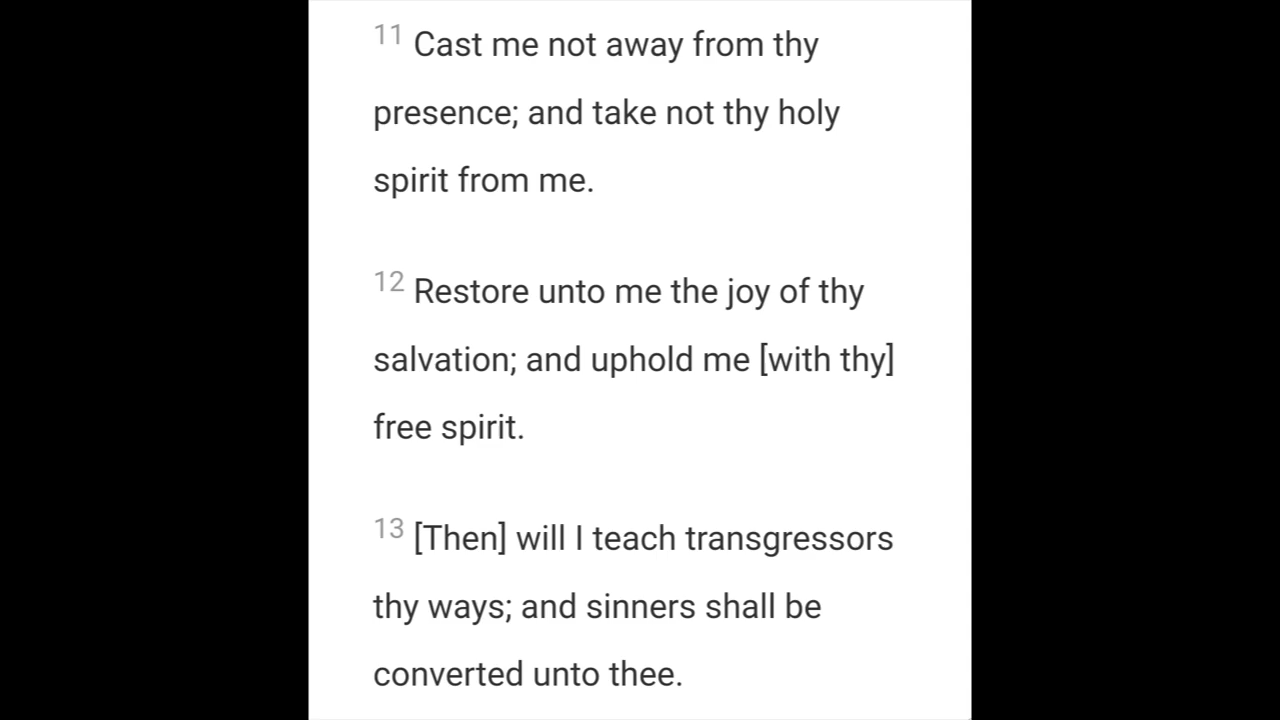 11 Cast me not away from thy
presence; and take not thy holy
spirit from me.
12 Restore unto me the joy of thy
salvation; and uphold me [with thy]
free spirit.
13 [Then] will I teach transgressors
thy ways; and sinners shall be
converted unto thee.